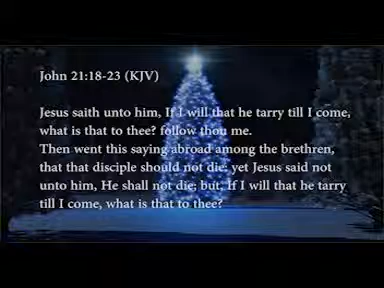 John 21:18-23 (KJV)
Jesus saith unto him, If I will that he tarry till I come,
what is that to thee? follow thou me.
Then went this saying abroad among the brethren,
that that disciple should not die: yet Jesus said not
unto him, He shall not die; but, If I will that he tarry
till I come, what is that to thee?